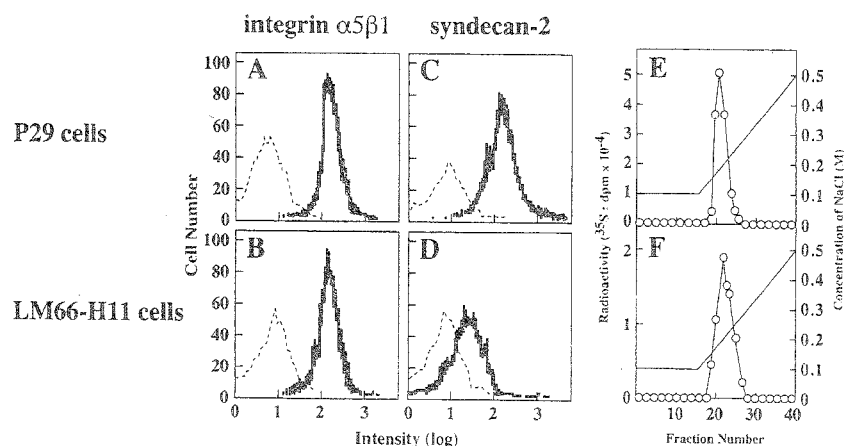 integrin α5β1 syndecan-2
P29 cells
LM66-H11 cells
A
B
C
D
E
F
100
80
60
40
20
0
100
80
60
40
20
0
Cell Number
0 1 2 3
0 1 2 3
Intensity (log)
5
4
3
2
1
0
2
1
0
Radioactivity (³⁵S : dpm x 10⁻⁴)
0.5
0.4
0.3
0.2
0.1
0
0.5
0.4
0.3
0.2
0.1
0
Concentration of NaCl (M)
10 20 30 40
Fraction Number